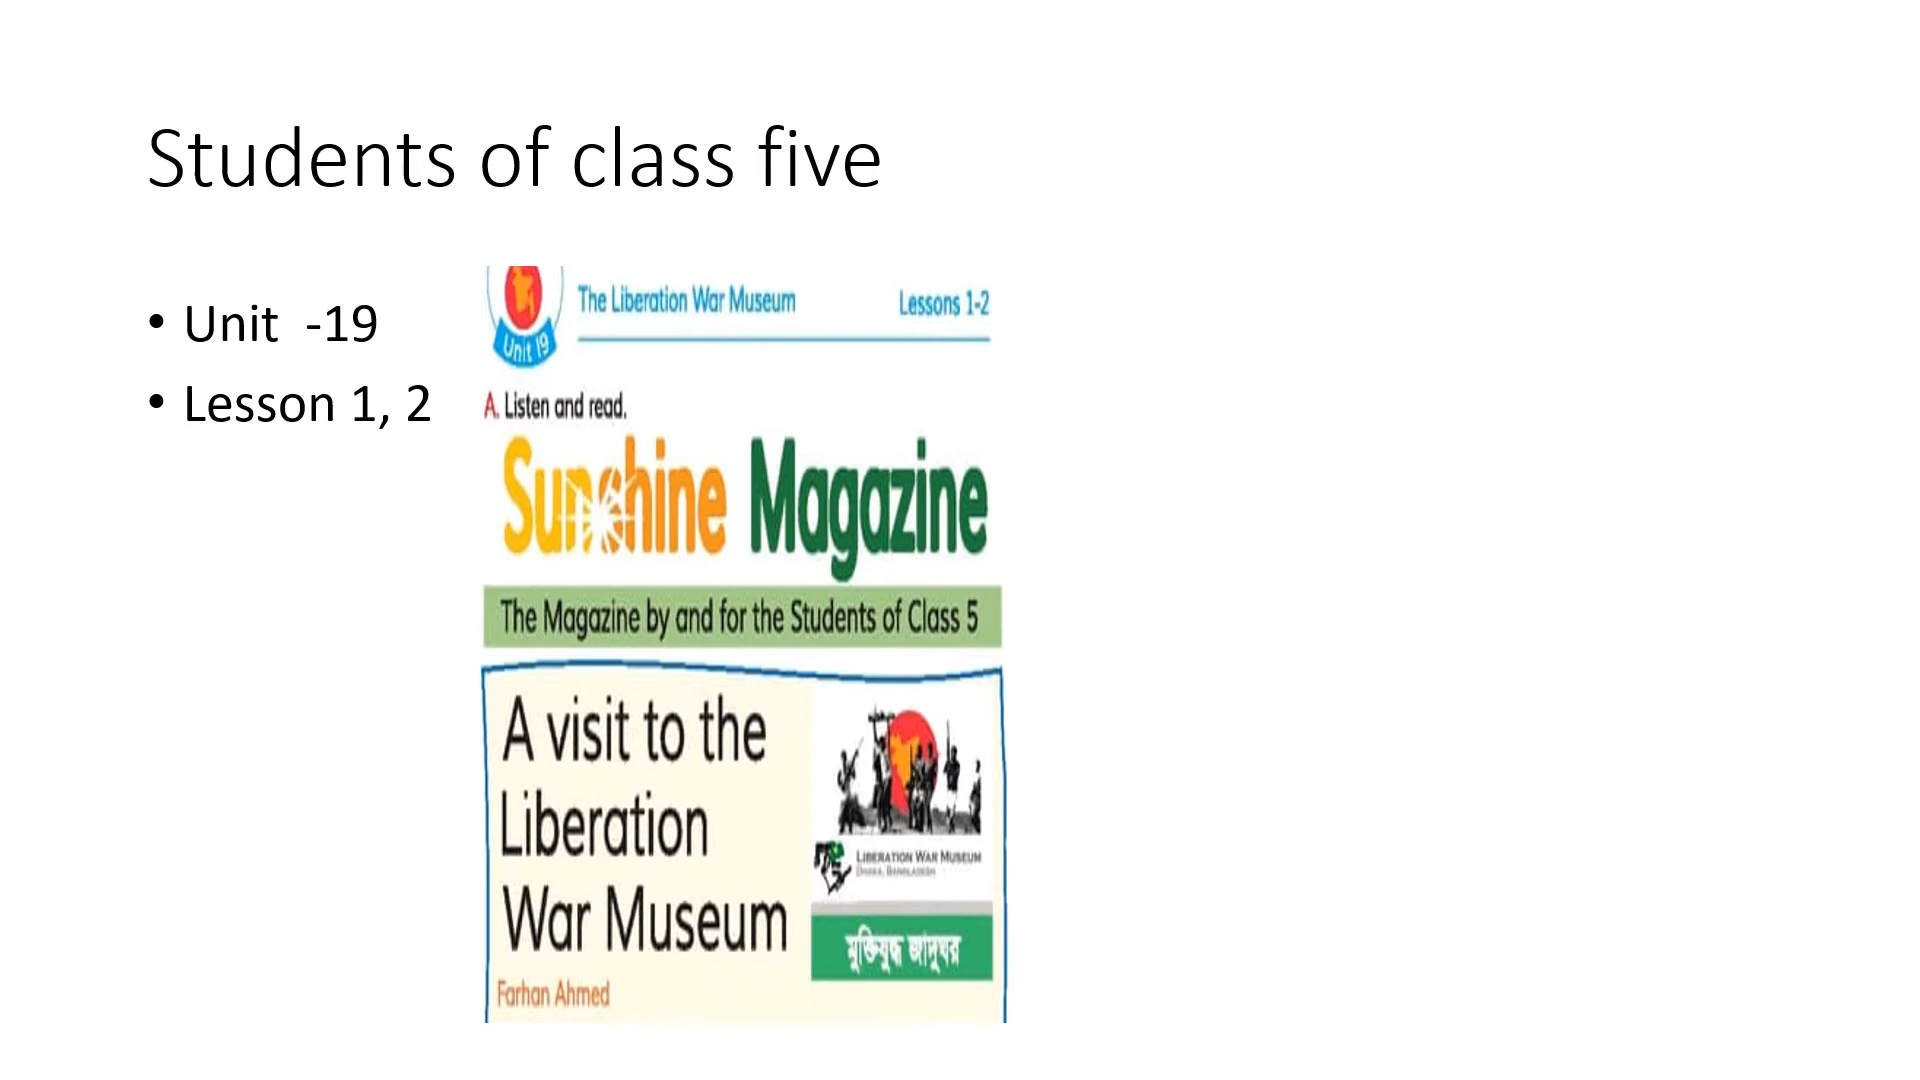 Students of class five
• Unit -19
• Lesson 1, 2
Unit 19
The Liberation War Museum Lessons 1-2
A. Listen and read.
Sunshine Magazine
The Magazine by and for the Students of Class 5
A visit to the
Liberation
War Museum
Farhan Ahmed
LIBERATION WAR MUSEUM
DHAKA, BANGLADESH
মুক্তিযুদ্ধ জাদুঘর